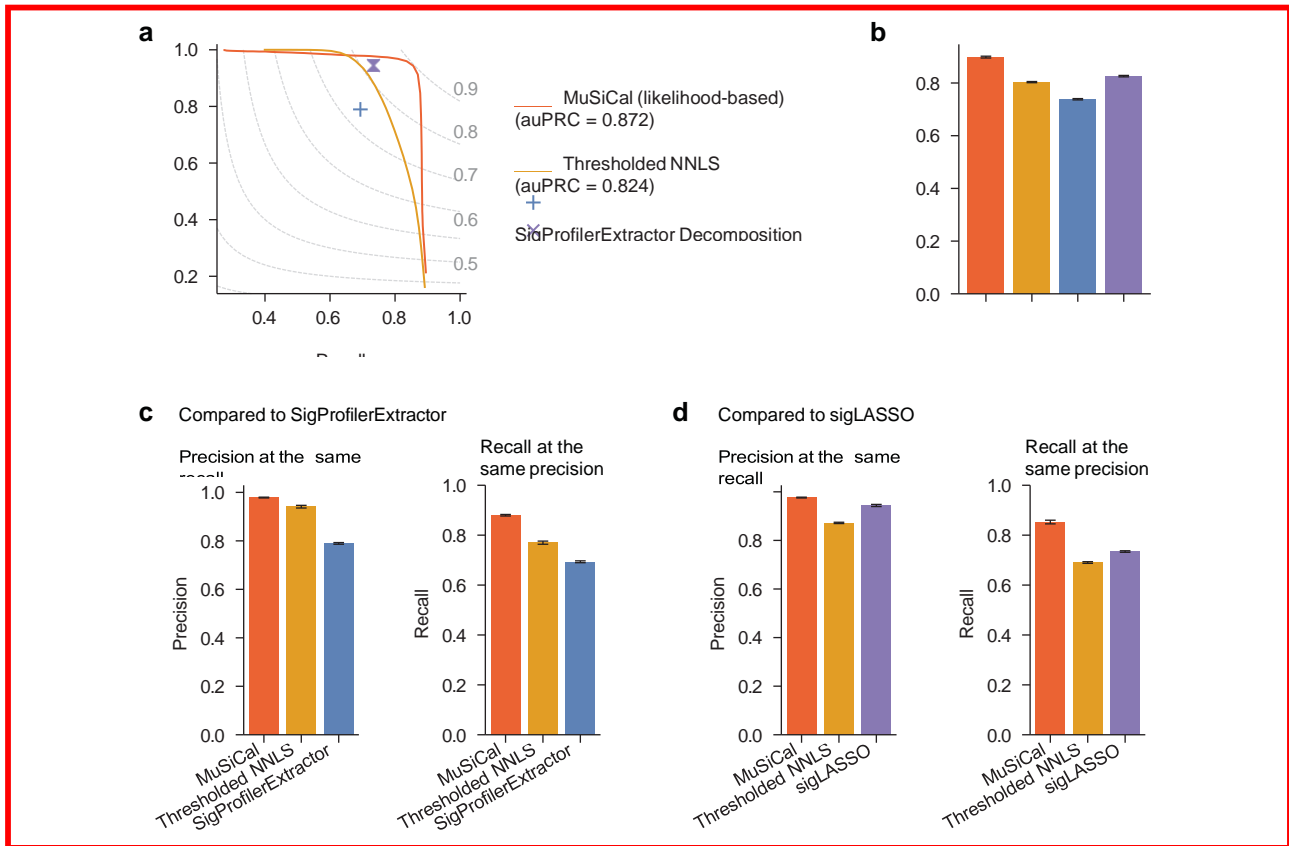 a
1.0
0.8
0.6
0.4
0.2
0.4 0.6 0.8 1.0
0.9
0.8
0.7
0.6
0.5
MuSiCal (likelihood-based)
(auPRC = 0.872)
Thresholded NNLS
(auPRC = 0.824)
SigProfilerExtractor Decomposition
b
0.8
0.6
0.4
0.2
0.0
c Compared to SigProfilerExtractor
Precision at the same
recall
1.0
0.8
0.6
0.4
0.2
0.0
Precision
MuSiCal
Thresholded NNLS
SigProfilerExtractor
Recall at the
same precision
1.0
0.8
0.6
0.4
0.2
0.0
Recall
MuSiCal
Thresholded NNLS
SigProfilerExtractor
d Compared to sigLASSO
Precision at the same
recall
0.8
0.6
0.4
0.2
0.0
Precision
MuSiCal
Thresholded NNLS
sigLASSO
Recall at the
same precision
1.0
0.8
0.6
0.4
0.2
0.0
Recall
MuSiCal
Thresholded NNLS
sigLASSO